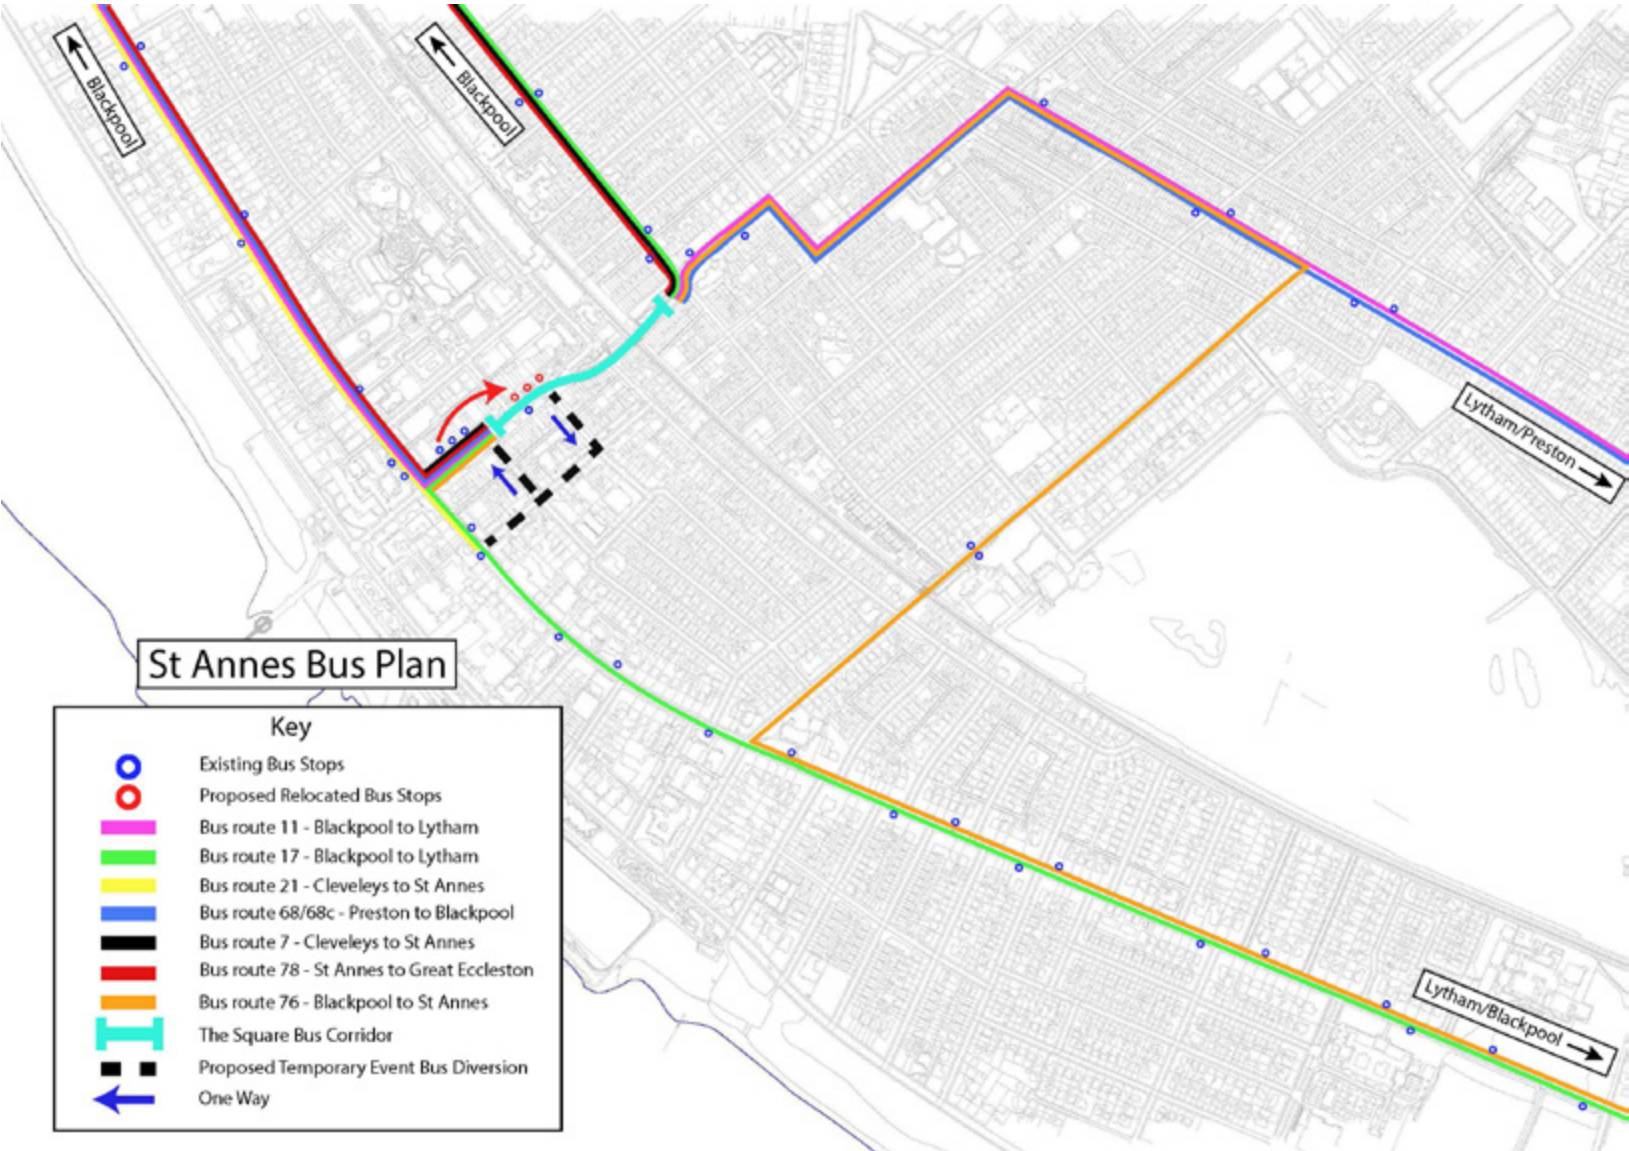 Blackpool
Blackpool
Lytham/Preston
St Annes Bus Plan
Key
Existing Bus Stops
Proposed Relocated Bus Stops
Bus route 11 - Blackpool to Lytham
Bus route 17 - Blackpool to Lytham
Bus route 21 - Cleveleys to St Annes
Bus route 68/68c - Preston to Blackpool
Bus route 7 - Cleveleys to St Annes
Bus route 78 - St Annes to Great Eccleston
Bus route 76 - Blackpool to St Annes
The Square Bus Corridor
Proposed Temporary Event Bus Diversion
One Way
Lytham/Blackpool